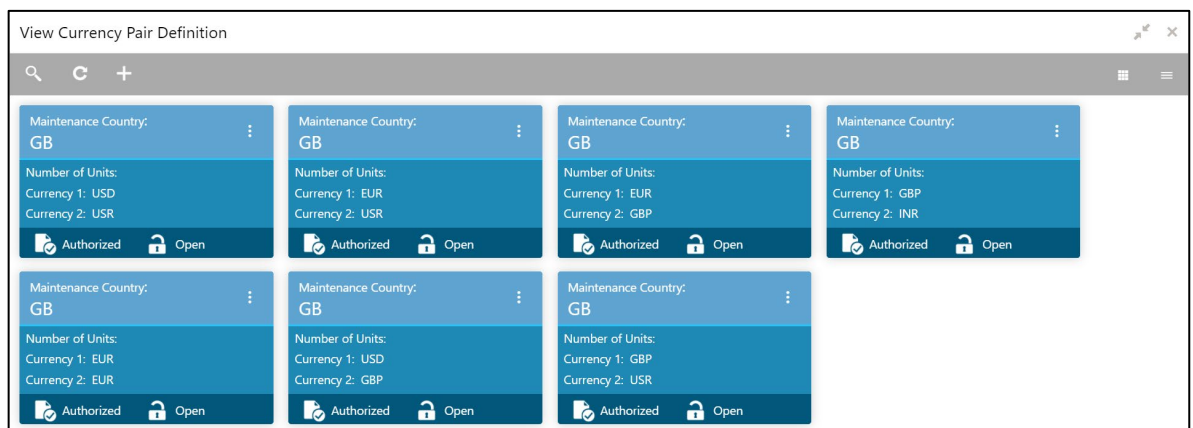 View Currency Pair Definition
Maintenance Country:
GB
Number of Units:
Currency 1: USD
Currency 2: USR
Authorized Open
Maintenance Country:
GB
Number of Units:
Currency 1: EUR
Currency 2: USR
Authorized Open
Maintenance Country:
GB
Number of Units:
Currency 1: EUR
Currency 2: GBP
Authorized Open
Maintenance Country:
GB
Number of Units:
Currency 1: GBP
Currency 2: INR
Authorized Open
Maintenance Country:
GB
Number of Units:
Currency 1: EUR
Currency 2: EUR
Authorized Open
Maintenance Country:
GB
Number of Units:
Currency 1: USD
Currency 2: GBP
Authorized Open
Maintenance Country:
GB
Number of Units:
Currency 1: GBP
Currency 2: USR
Authorized Open